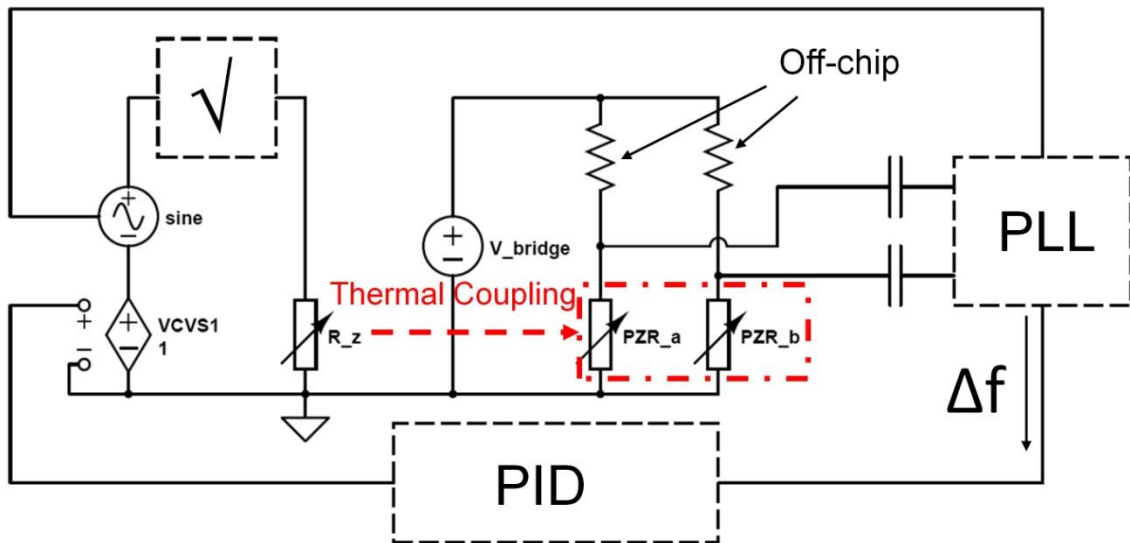 √
Off-chip
+
−
sine
+
−
V_bridge
PLL
Thermal Coupling
+
−
+
−
VCVS1
1
R_z
PZR_a
PZR_b
Δf
PID